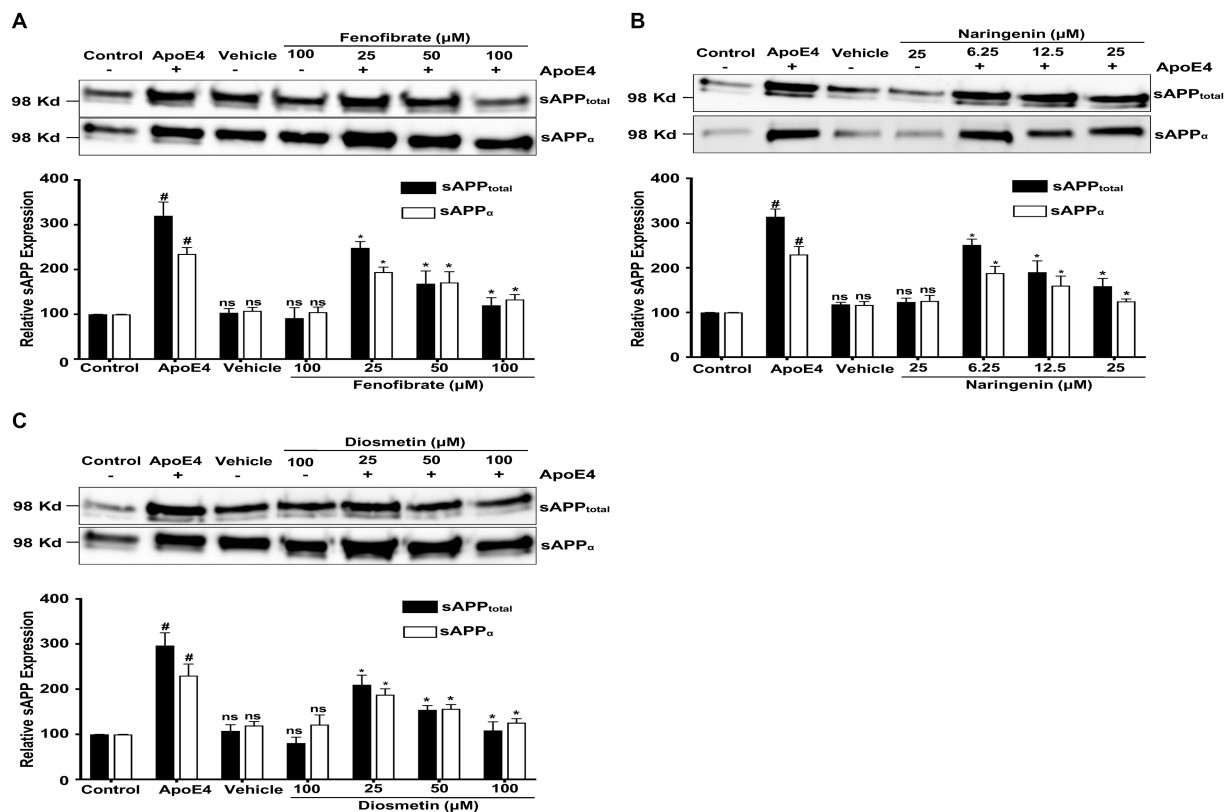 A
Fenofibrate (µM)
Control ApoE4 Vehicle 100 25 50 100
- + - - + + + ApoE4
98 Kd sAPPtotal
98 Kd sAPPα
400
300
200
100
0
Relative sAPP Expression
sAPPtotal
sAPPα
# # ns ns ns ns * * * * * *
Control ApoE4 Vehicle 100 25 50 100
Fenofibrate (µM)
B
Naringenin (µM)
Control ApoE4 Vehicle 25 6.25 12.5 25
- + - - + + + ApoE4
98 Kd sAPPtotal
98 Kd sAPPα
400
300
200
100
0
Relative sAPP Expression
sAPPtotal
sAPPα
# # ns ns ns ns * * * * * *
Control ApoE4 Vehicle 25 6.25 12.5 25
Naringenin (µM)
C
Diosmetin (µM)
Control ApoE4 Vehicle 100 25 50 100
- + - - + + + ApoE4
98 Kd sAPPtotal
98 Kd sAPPα
400
300
200
100
0
Relative sAPP Expression
sAPPtotal
sAPPα
# # ns ns ns ns * * * * * *
Control ApoE4 Vehicle 100 25 50 100
Diosmetin (µM)